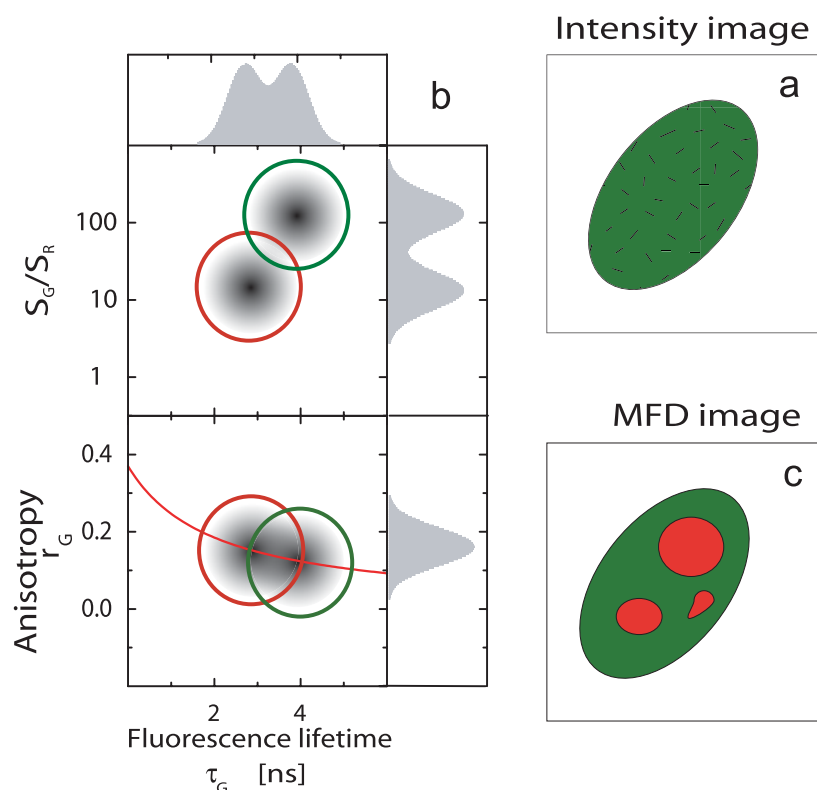 Intensity image
a
b
S_G/S_R
100
10
1
MFD image
c
Anisotropy
r_G
0.4
0.2
0.0
2 4
Fluorescence lifetime
τ_G [ns]